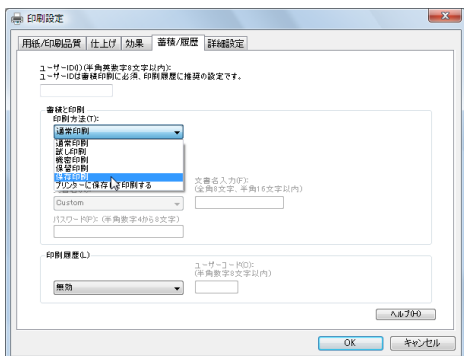 印刷設定
用紙/印刷品質 仕上げ 効果 蓄積/履歴 詳細設定
ユーザーID(I):(半角英数字8文字以内):
ユーザーIDは蓄積印刷に必須、印刷履歴に推奨の設定です。
蓄積と印刷
印刷方法(T):
通常印刷
通常印刷
試し印刷
機密印刷
保留印刷
保存印刷
プリンターに保存して印刷する
文書名入力(F):
(全角8文字、半角16文字以内)
Custom
パスワード(P): (半角数字4から8文字)
印刷履歴(L)
ユーザーコード(O):
(半角数字8文字以内)
無効
ヘルプ(H)
OK キャンセル